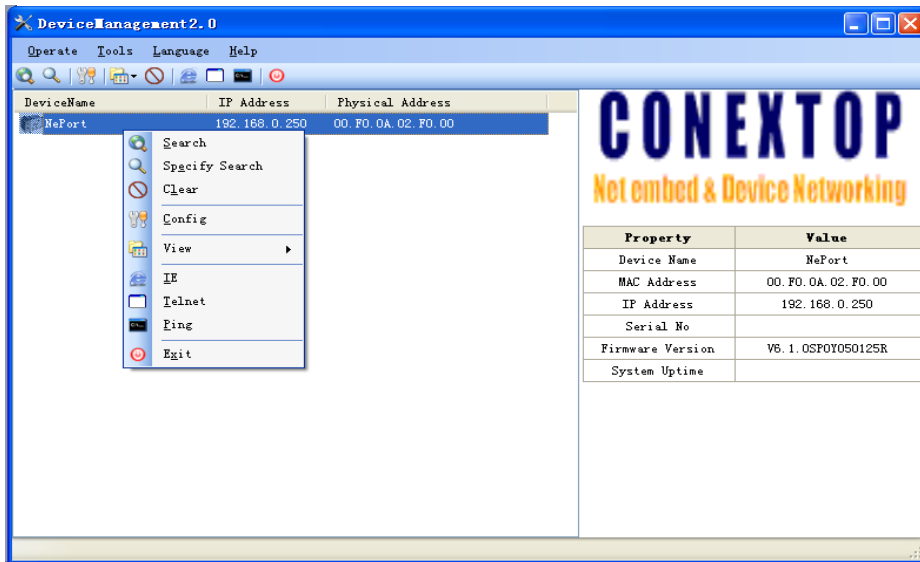 DeviceManagement2.0
Operate Tools Language Help
DeviceName IP Address Physical Address
NePort 192.168.0.250 00.F0.0A.02.F0.00
Search
Specify Search
Clear
Config
View
IE
Telnet
Ping
Exit
CONEXTOP
Net embed & Device Networking
Property Value
Device Name NePort
MAC Address 00.F0.0A.02.F0.00
IP Address 192.168.0.250
Serial No
Firmware Version V6.1.0SP0Y050125R
System Uptime